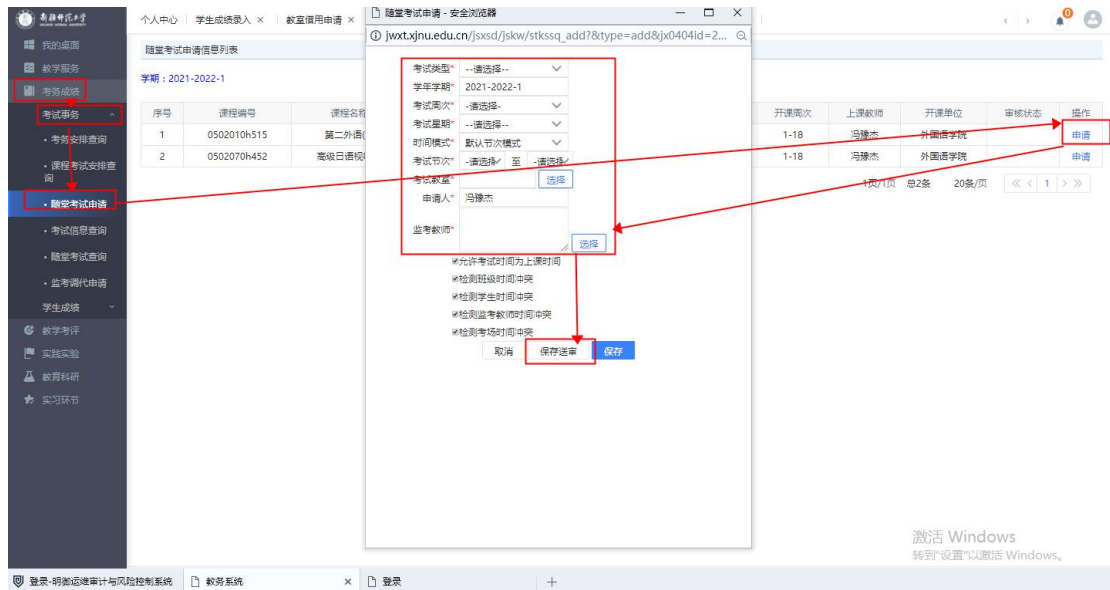 新疆师范大学
个人中心 学生成绩录入 × 教室借用申请 ×
随堂考试申请 - 安全浏览器
jwxt.xjnu.edu.cn/jsxsd/jskw/stkssq_add?&type=add&jx0404id=2...
0
我的桌面
教学服务
考务成绩
考试事务
• 考务安排查询
• 课程考试安排查
询
• 随堂考试申请
• 考试信息查询
• 随堂考试查询
• 监考调代申请
学生成绩
教学考评
实践实验
教育科研
实习环节
随堂考试申请信息列表
学期：2021-2022-1
序号 课程编号 课程名称 开课周次 上课教师 开课单位 审核状态 操作
1 0502010h515 第二外语( 1-18 冯豫杰 外国语学院 申请
2 0502070h452 高级日语视 1-18 冯豫杰 外国语学院 申请
1页/1页 总2条 20条/页 1
考试类型* --请选择--
学年学期* 2021-2022-1
考试周次* -请选择-
考试星期* --请选择--
时间模式* 默认节次模式
考试节次* -请选择 至 -请选择
考试教室* 选择
申请人* 冯豫杰
监考教师* 选择
允许考试时间为上课时间
检测班级时间冲突
检测学生时间冲突
检测监考教师时间冲突
检测考场时间冲突
取消 保存送审 保存
激活 Windows
转到"设置"以激活 Windows。
登录-明御运维审计与风险控制系统 教务系统 × 登录 +